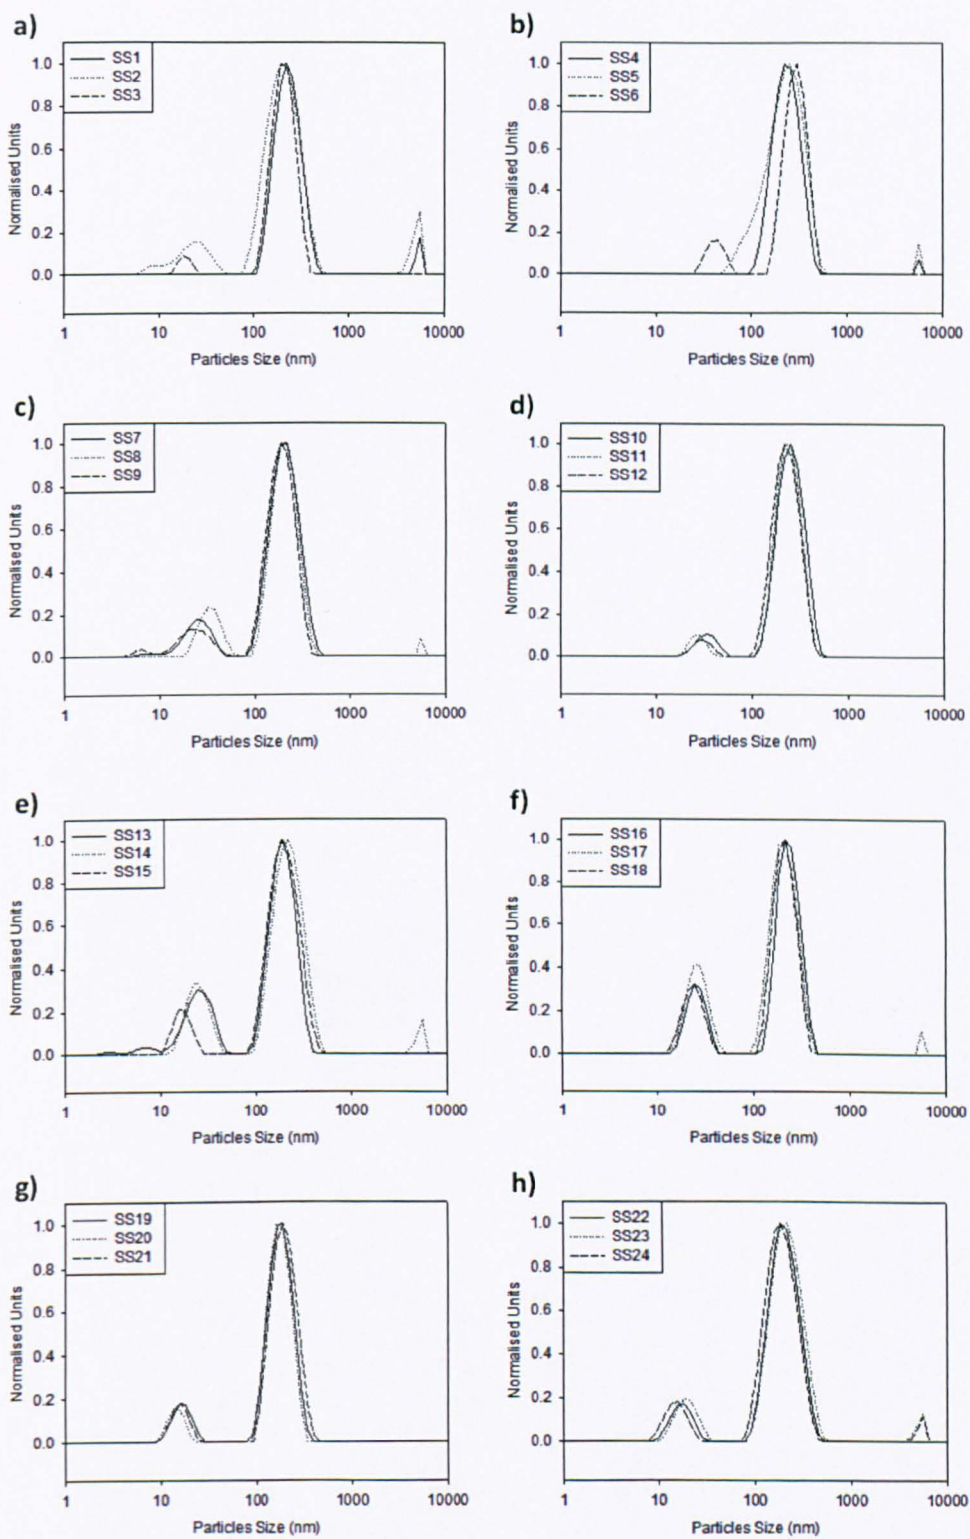 a)
SS1
SS2
SS3
1.0
0.8
0.6
0.4
0.2
0.0
Normalised Units
1 10 100 1000 10000
Particles Size (nm)
b)
SS4
SS5
SS6
1.0
0.8
0.6
0.4
0.2
0.0
Normalised Units
1 10 100 1000 10000
Particles Size (nm)
c)
SS7
SS8
SS9
1.0
0.8
0.6
0.4
0.2
0.0
Normalised Units
1 10 100 1000 10000
Particles Size (nm)
d)
SS10
SS11
SS12
1.0
0.8
0.6
0.4
0.2
0.0
Normalised Units
1 10 100 1000 10000
Particles Size (nm)
e)
SS13
SS14
SS15
1.0
0.8
0.6
0.4
0.2
0.0
Normalised Units
1 10 100 1000 10000
Particles Size (nm)
f)
SS16
SS17
SS18
1.0
0.8
0.6
0.4
0.2
0.0
Normalised Units
1 10 100 1000 10000
Particles Size (nm)
g)
SS19
SS20
SS21
1.0
0.8
0.6
0.4
0.2
0.0
Normalised Units
1 10 100 1000 10000
Particles Size (nm)
h)
SS22
SS23
SS24
1.0
0.8
0.6
0.4
0.2
0.0
Normalised Units
1 10 100 1000 10000
Particles Size (nm)